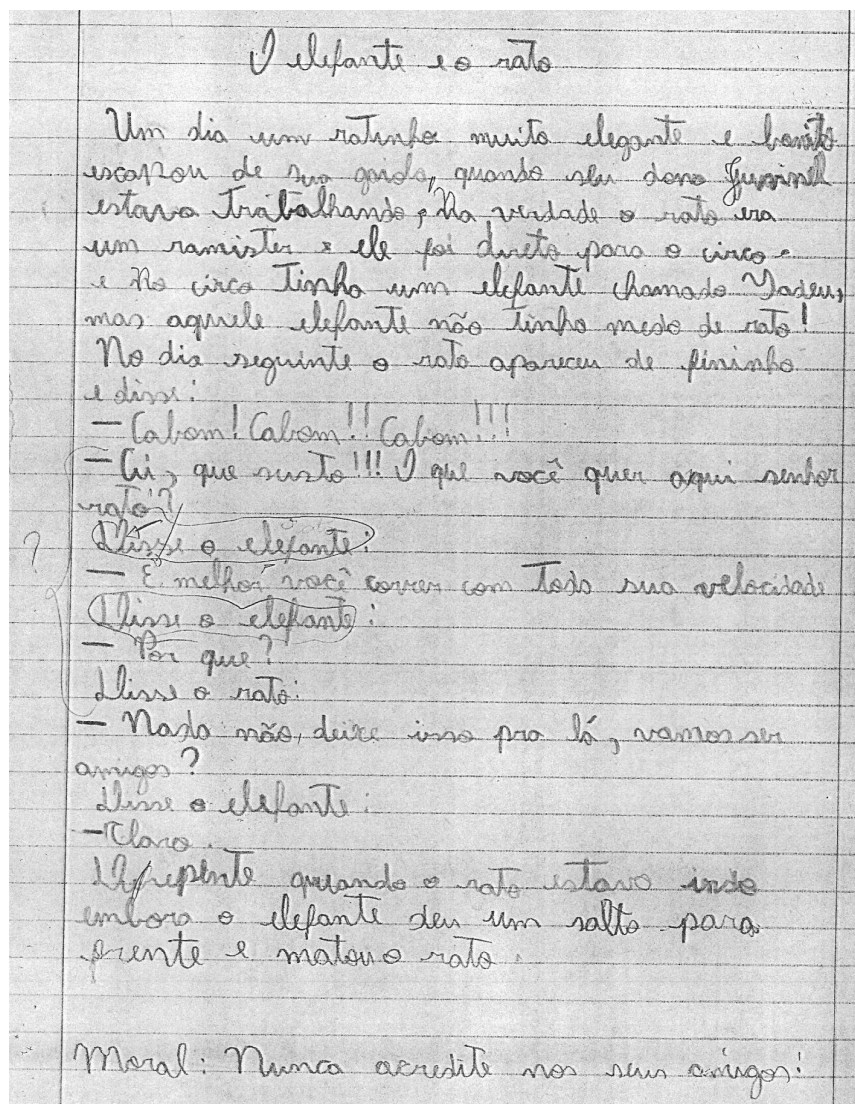 O elefante e o rato
Um dia um ratinho muito elegante e bonito
escapou de sua gaiola, quando seu dono
estava trabalhando, Na verdade o rato era
um ramister e ele foi direto para o circo e
e No circo Tinha um elefante chamado Tadeu,
mas aquele elefante não tinha medo de rato!
No dia seguinte o rato apareceu de fininho
e disse:
— Cabom! Cabom!! Cabom!!!
— Ai, que susto!!! O que você quer aqui senhor
rato?
Disse o elefante:
?
— É melhor você correr com Toda sua velocidade
Disse o elefante:
— Por que?
Disse o rato:
— Nada não, deixe isso pra lá, vamos ser
amigos?
Disse o elefante:
— Claro.
quando o rato estava indo
embora o elefante deu um salto para
frente e matou o rato.
Moral: Nunca acredite nos seus amigos!